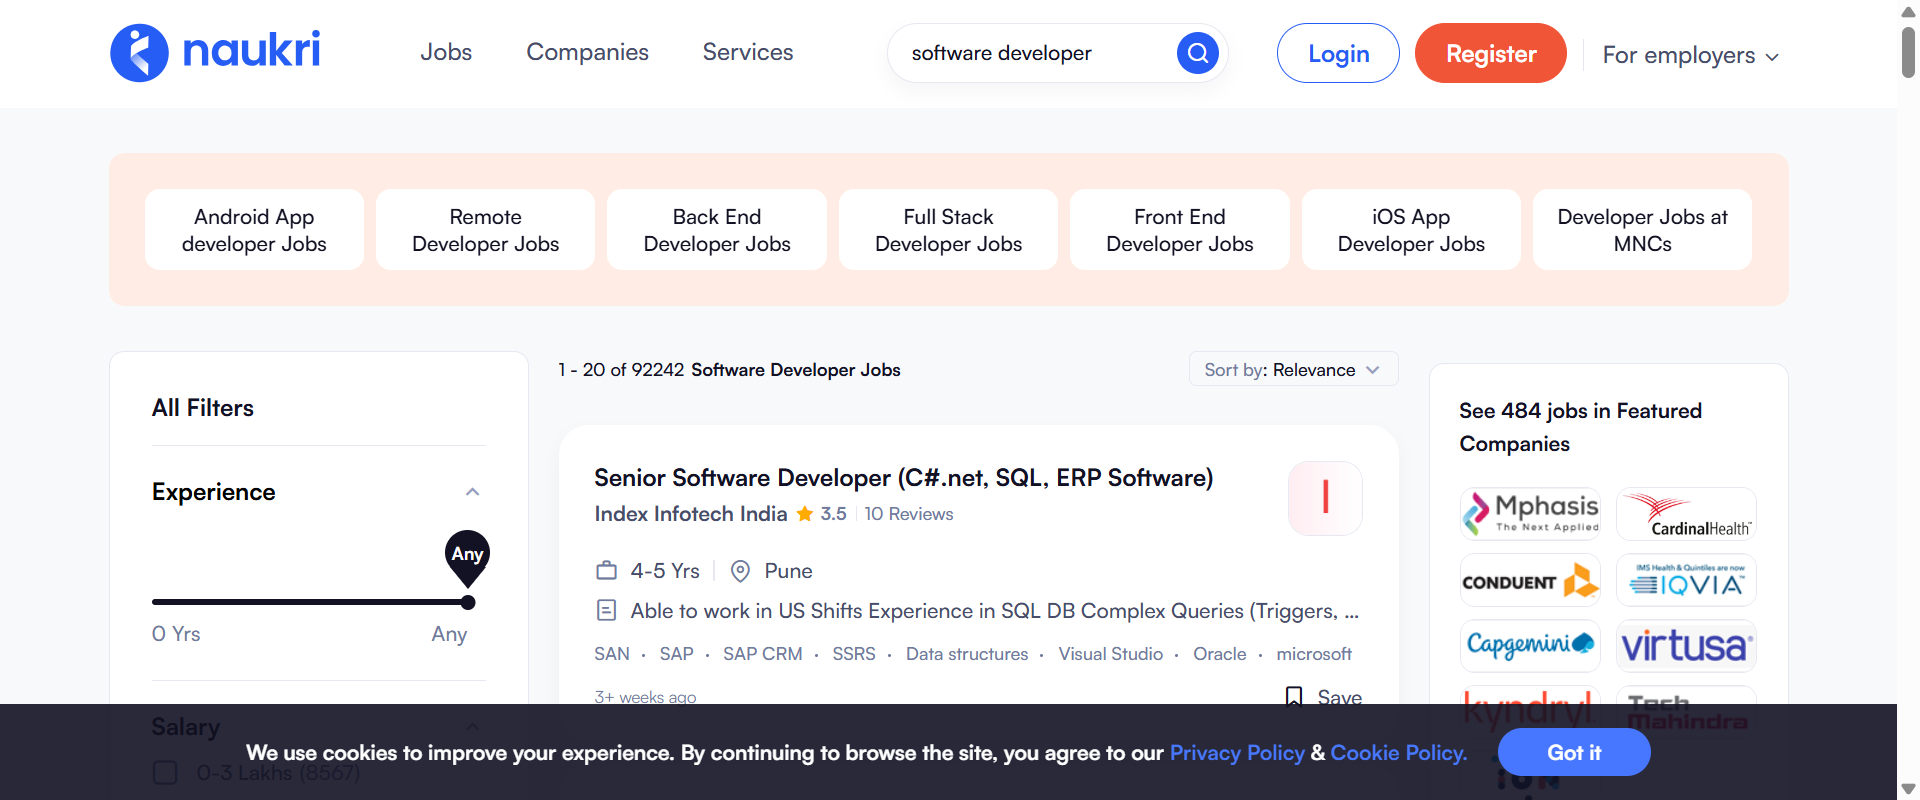 naukri
Jobs
Companies
Services
software developer
Login
Register
For employers
Android App
developer Jobs
Remote
Developer Jobs
Back End
Developer Jobs
Full Stack
Developer Jobs
Front End
Developer Jobs
iOS App
Developer Jobs
Developer Jobs at
MNCs
All Filters
Experience
Any
0 Yrs
Any
Salary
0-3 Lakhs (8567)
1 - 20 of 92242 Software Developer Jobs
Sort by: Relevance
Senior Software Developer (C#.net, SQL, ERP Software)
Index Infotech India 3.5 10 Reviews
I
4-5 Yrs
Pune
Able to work in US Shifts Experience in SQL DB Complex Queries (Triggers, ...
SAN · SAP · SAP CRM · SSRS · Data structures · Visual Studio · Oracle · microsoft
3+ weeks ago
Save
See 484 jobs in Featured
Companies
Mphasis
The Next Applied
CardinalHealth™
CONDUENT
IMS Health & Quintiles are now
IQVIA™
Capgemini
virtusa
kyndryl
Tech
Mahindra
We use cookies to improve your experience. By continuing to browse the site, you agree to our Privacy Policy & Cookie Policy.
Got it